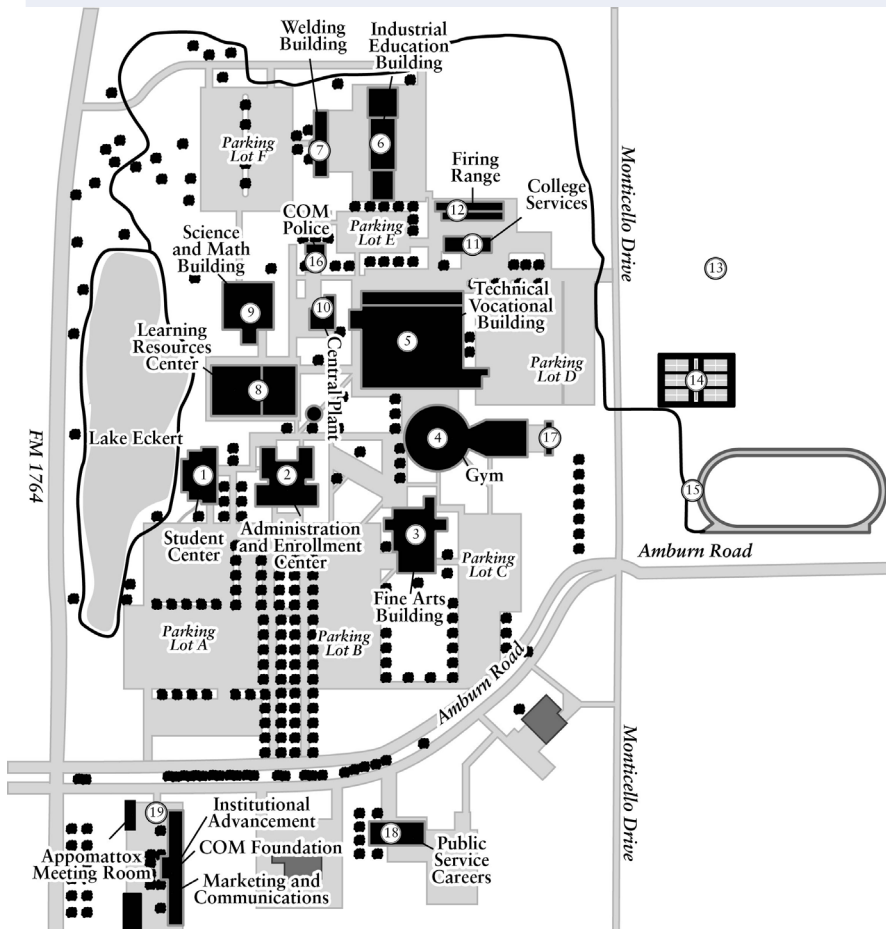 Welding
Building
Industrial
Education
Building
Parking
Lot F
7
6
Firing
Range
College
Services
12
11
COM
Police
16
Parking
Lot E
Science
and Math
Building
9
10
Central Plant
Technical
Vocational
Building
5
Monticello Drive
13
14
Learning
Resources
Center
8
Parking
Lot D
FM 1764
Lake Eckert
4
17
Gym
1
Student
Center
2
Administration
and Enrollment
Center
3
Fine Arts
Building
Parking
Lot C
15
Amburn Road
Parking
Lot A
Parking
Lot B
Amburn Road
Monticello Drive
19
Institutional
Advancement
COM Foundation
Marketing and
Communications
Appomattox
Meeting Room
18
Public
Service
Careers